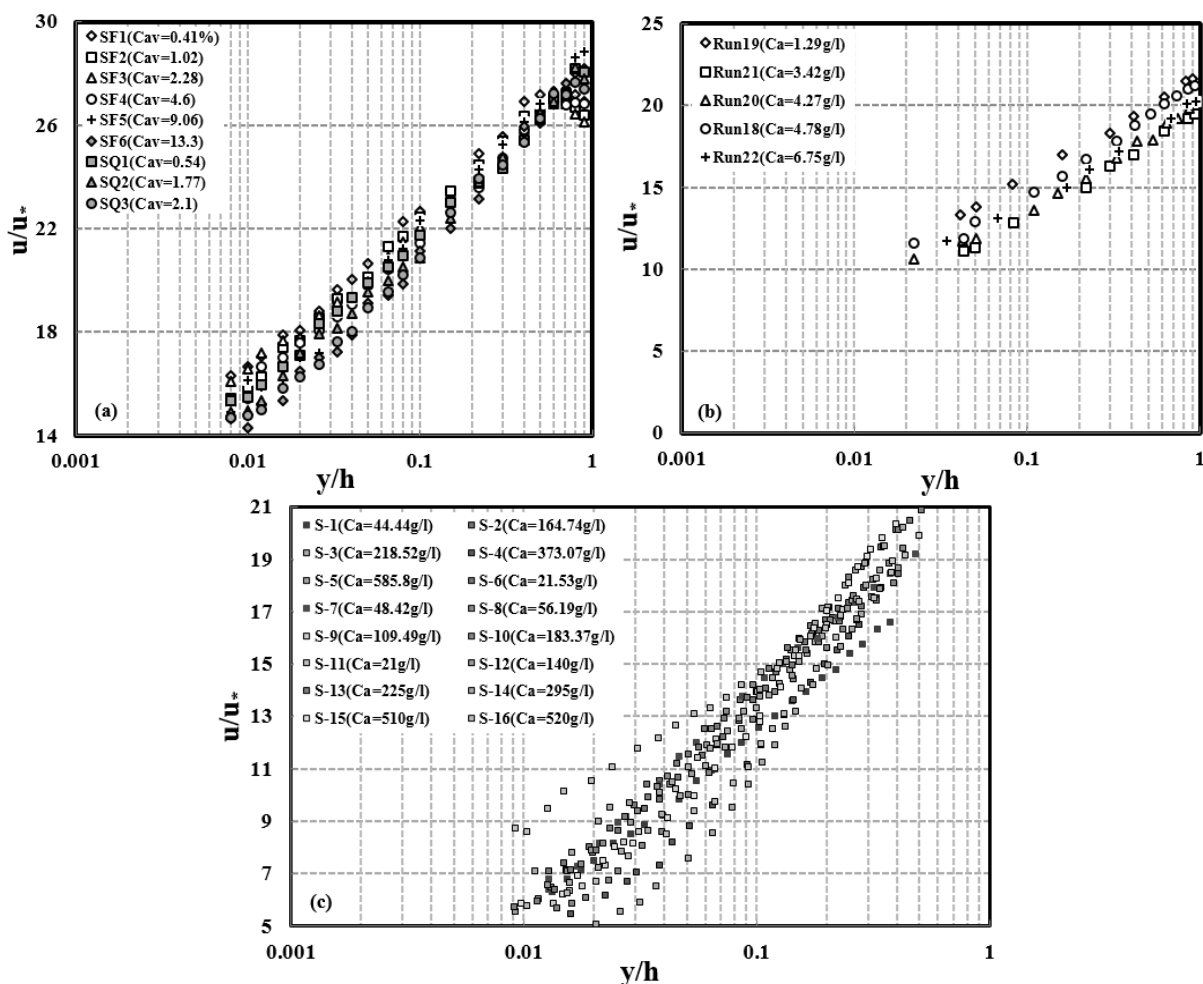 30
26
22
18
14
u/u*
SF1(Cav=0.41%)
SF2(Cav=1.02)
SF3(Cav=2.28)
SF4(Cav=4.6)
SF5(Cav=9.06)
SF6(Cav=13.3)
SQ1(Cav=0.54)
SQ2(Cav=1.77)
SQ3(Cav=2.1)
(a)
0.001 0.01 0.1 1
y/h
25
20
15
10
5
0
u/u*
Run19(Ca=1.29g/l)
Run21(Ca=3.42g/l)
Run20(Ca=4.27g/l)
Run18(Ca=4.78g/l)
Run22(Ca=6.75g/l)
(b)
0.001 0.01 0.1 1
y/h
21
19
17
15
13
11
9
7
5
u/u*
S-1(Ca=44.44g/l) S-2(Ca=164.74g/l)
S-3(Ca=218.52g/l) S-4(Ca=373.07g/l)
S-5(Ca=585.8g/l) S-6(Ca=21.53g/l)
S-7(Ca=48.42g/l) S-8(Ca=56.19g/l)
S-9(Ca=109.49g/l) S-10(Ca=183.37g/l)
S-11(Ca=21g/l) S-12(Ca=140g/l)
S-13(Ca=225g/l) S-14(Ca=295g/l)
S-15(Ca=510g/l) S-16(Ca=520g/l)
(c)
0.001 0.01 0.1 1
y/h